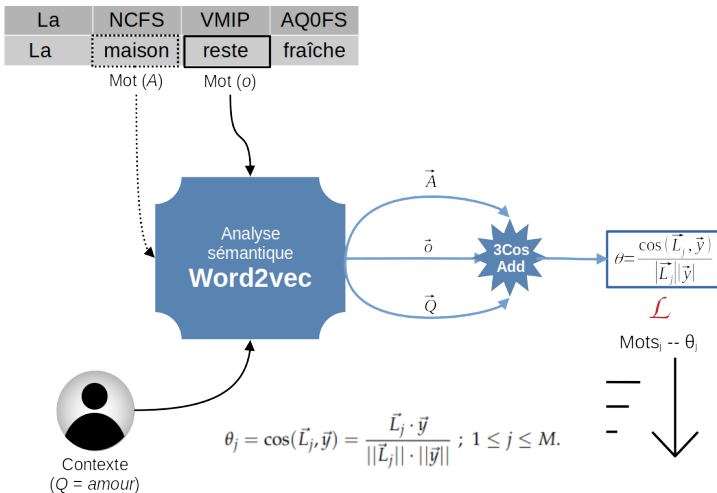 La NCFS VMIP AQ0FS
La maison reste fraîche
Mot (A) Mot (o)
Analyse
sémantique
Word2vec
A⃗
o⃗
Q⃗
3Cos
Add
θ= cos(L⃗j, y⃗) / |L⃗j||y⃗|
ℒ
Motsj -- θj
Contexte
(Q = amour)
θj = cos(L⃗j, y⃗) = L⃗j · y⃗ / ||L⃗j|| · ||y⃗|| ; 1 ≤ j ≤ M.